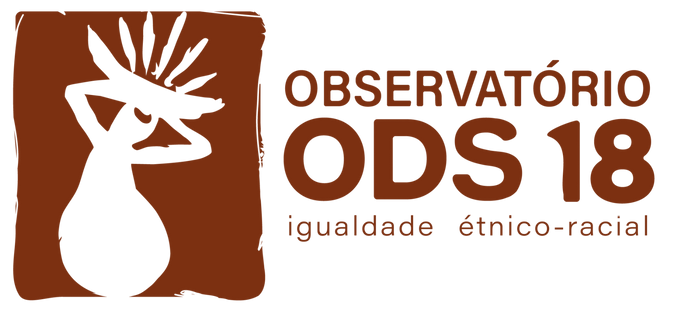 OBSERVATÓRIO
ODS 18
igualdade étnico-racial